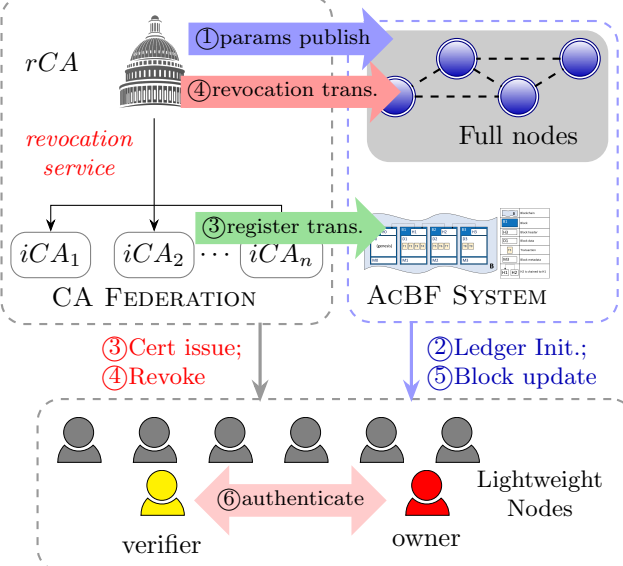 ①params publish
rCA
④revocation trans.
Full nodes
revocation
service
③register trans.
iCA1 iCA2 ··· iCAn
CA FEDERATION
ACBF SYSTEM
③Cert issue;
④Revoke
②Ledger Init.;
⑤Block update
⑥authenticate
Lightweight
Nodes
verifier
owner